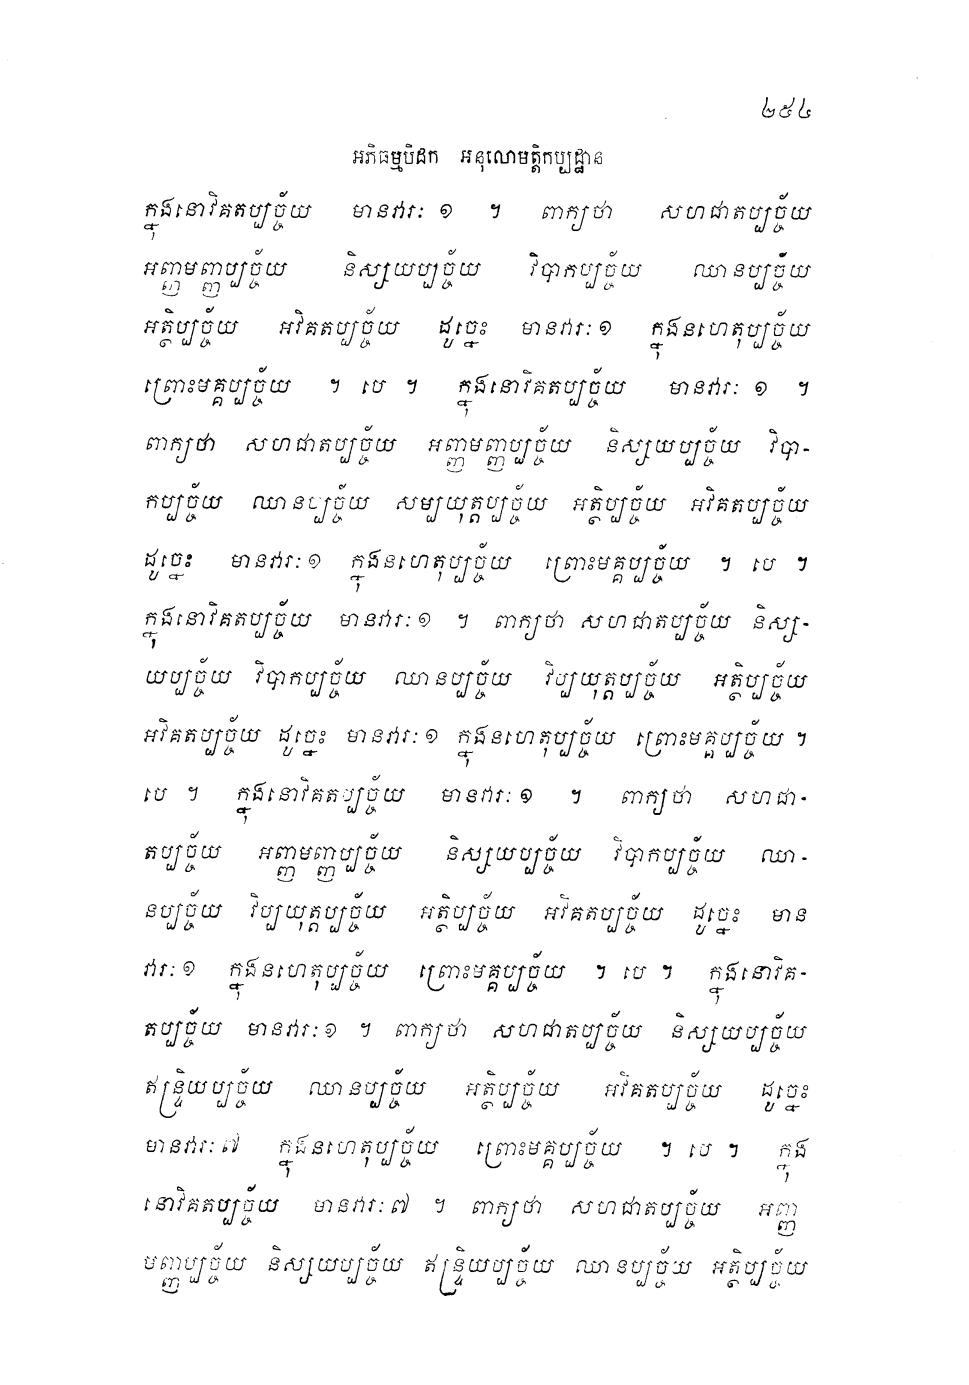 ២៥៤
អភិធម្មបិដក អនុលោមត្តិកប្បដ្ឋាន
ក្នុងនោវិគតប្បច្ច័យ មានវារៈ ១ ។ ពាក្យថា សហជាតប្បច្ច័យ
អញ្ញមញ្ញប្បច្ច័យ និស្សយប្បច្ច័យ វិបាកប្បច្ច័យ ឈានប្បច្ច័យ
អត្ថិប្បច្ច័យ អវិគតប្បច្ច័យ ដូច្នេះ មានវារៈ ១ ក្នុងនហេតុប្បច្ច័យ
ព្រោះមគ្គប្បច្ច័យ ។ បេ ។ ក្នុងនោវិគតប្បច្ច័យ មានវារៈ ១ ។
ពាក្យថា សហជាតប្បច្ច័យ អញ្ញមញ្ញប្បច្ច័យ និស្សយប្បច្ច័យ វិបា-
កប្បច្ច័យ ឈានប្បច្ច័យ សម្បយុត្តប្បច្ច័យ អត្ថិប្បច្ច័យ អវិគតប្បច្ច័យ
ដូច្នេះ មានវារៈ ១ ក្នុងនហេតុប្បច្ច័យ ព្រោះមគ្គប្បច្ច័យ ។ បេ ។
ក្នុងនោវិគតប្បច្ច័យ មានវារៈ ១ ។ ពាក្យថា សហជាតប្បច្ច័យ និស្ស-
យប្បច្ច័យ វិបាកប្បច្ច័យ ឈានប្បច្ច័យ វិប្បយុត្តប្បច្ច័យ អត្ថិប្បច្ច័យ
អវិគតប្បច្ច័យ ដូច្នេះ មានវារៈ ១ ក្នុងនហេតុប្បច្ច័យ ព្រោះមគ្គប្បច្ច័យ ។
បេ ។ ក្នុងនោវិគតប្បច្ច័យ មានវារៈ ១ ។ ពាក្យថា សហជា-
តប្បច្ច័យ អញ្ញមញ្ញប្បច្ច័យ និស្សយប្បច្ច័យ វិបាកប្បច្ច័យ ឈា-
នប្បច្ច័យ វិប្បយុត្តប្បច្ច័យ អត្ថិប្បច្ច័យ អវិគតប្បច្ច័យ ដូច្នេះ មាន
វារៈ ១ ក្នុងនហេតុប្បច្ច័យ ព្រោះមគ្គប្បច្ច័យ ។ បេ ។ ក្នុងនោវិគ-
តប្បច្ច័យ មានវារៈ ១ ។ ពាក្យថា សហជាតប្បច្ច័យ និស្សយប្បច្ច័យ
ឥន្ទ្រិយប្បច្ច័យ ឈានប្បច្ច័យ អត្ថិប្បច្ច័យ អវិគតប្បច្ច័យ ដូច្នេះ
មានវារៈ ៧ ក្នុងនហេតុប្បច្ច័យ ព្រោះមគ្គប្បច្ច័យ ។ បេ ។ ក្នុង
នោវិគតប្បច្ច័យ មានវារៈ ៧ ។ ពាក្យថា សហជាតប្បច្ច័យ អញ្ញ
មញ្ញប្បច្ច័យ និស្សយប្បច្ច័យ ឥន្ទ្រិយប្បច្ច័យ ឈានប្បច្ច័យ អត្ថិប្បច្ច័យ